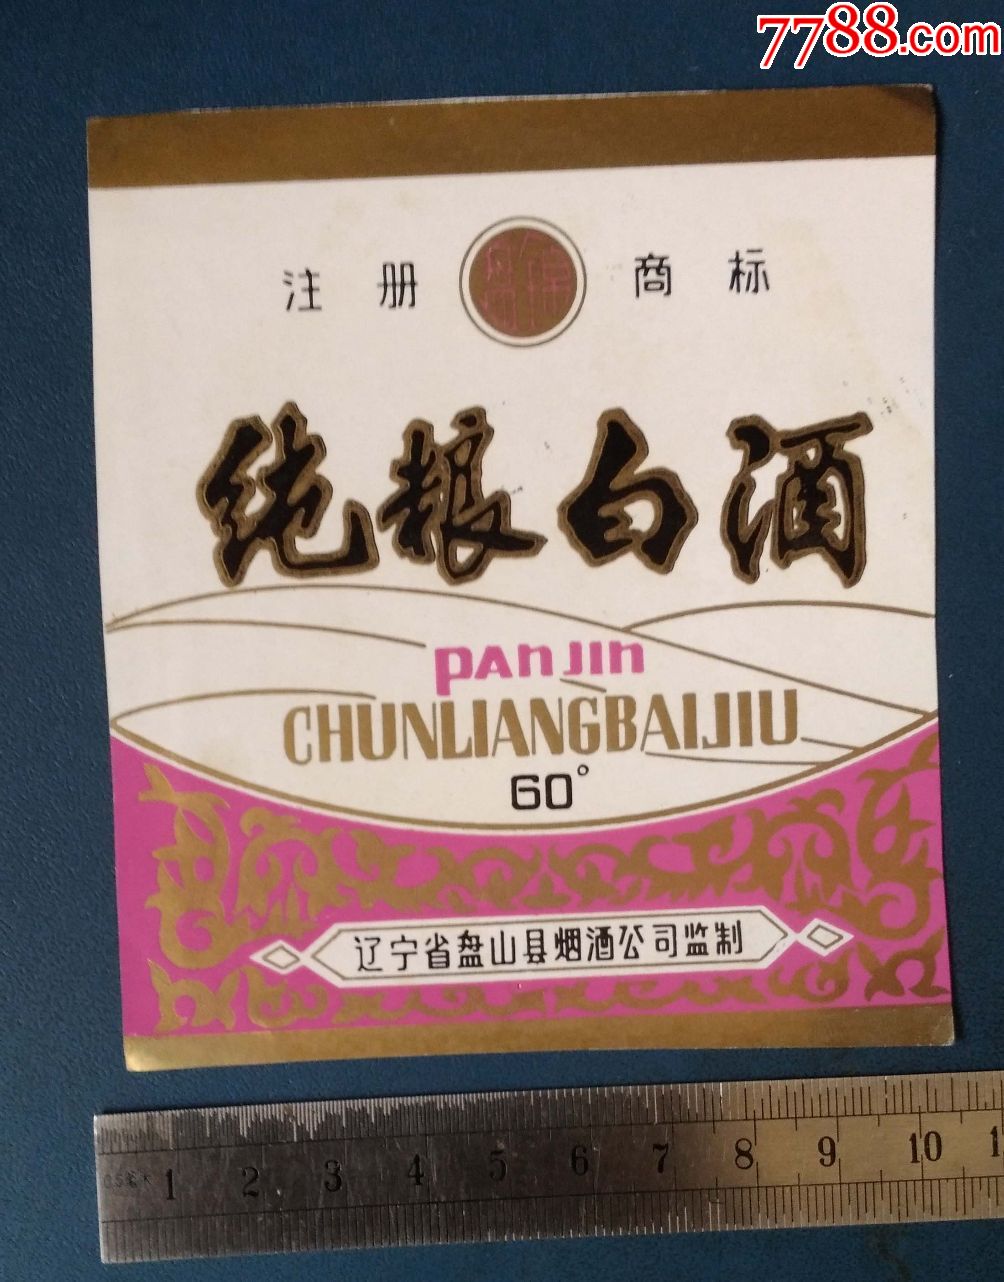 7788.com
注册 商标
纯粮白酒
PANJIN
CHUNLIANGBAIJIU
60°
辽宁省盘山县烟酒公司监制
1 2 3 4 5 6 7 8 9 10